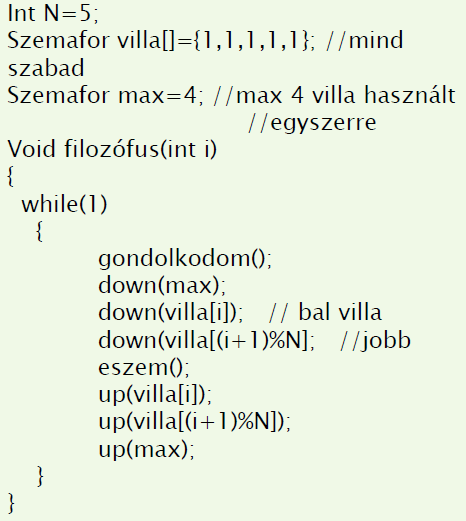 Int N=5;
Szemafor villa[]={1,1,1,1,1}; //mind
szabad
Szemafor max=4; //max 4 villa használt
//egyszerre
Void filozófus(int i)
{
while(1)
{
gondolkodom();
down(max);
down(villa[i]); // bal villa
down(villa[(i+1)%N]; //jobb
eszem();
up(villa[i]);
up(villa[(i+1)%N]);
up(max);
}
}